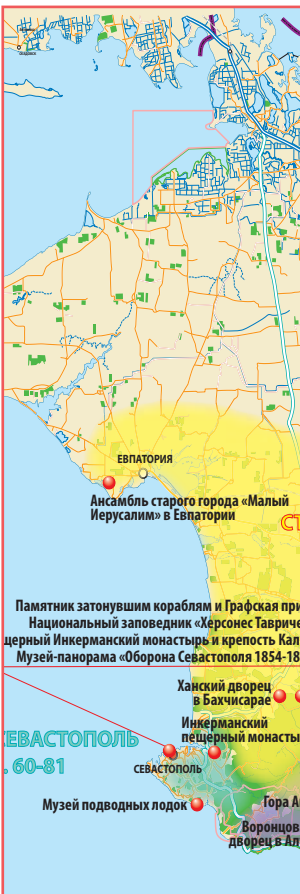 ЕВПАТОРИЯ
Ансамбль старого города «Малый
Иерусалим» в Евпатории
СТ
Памятник затонувшим кораблям и Графская при
Национальный заповедник «Херсонес Тавриче
щерный Инкерманский монастырь и крепость Кал
Музей-панорама «Оборона Севастополя 1854-18
Ханский дворец
в Бахчисарае
Инкерманский
пещерный монасты
СЕВАСТОПОЛЬ
. 60-81
СЕВАСТОПОЛЬ
Музей подводных лодок
Гора А
Воронцов
дворец в Ал